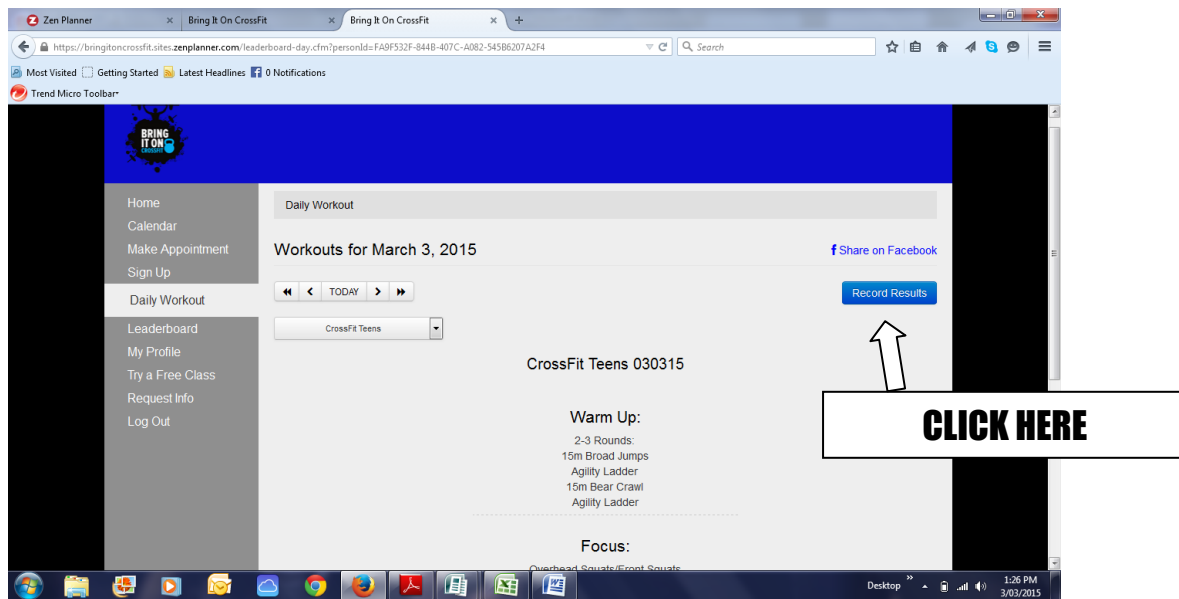 Zen Planner
Bring It On CrossFit
Bring It On CrossFit
https://bringitoncrossfit.sites.zenplanner.com/leaderboard-day.cfm?personId=FA9F532F-844B-407C-A082-545B6207A2F4
Search
Most Visited
Getting Started
Latest Headlines
0 Notifications
Trend Micro Toolbar
BRING
IT ON
CROSSFIT
Home
Calendar
Make Appointment
Sign Up
Daily Workout
Leaderboard
My Profile
Try a Free Class
Request Info
Log Out
Daily Workout
Workouts for March 3, 2015
Share on Facebook
TODAY
Record Results
CrossFit Teens
CrossFit Teens 030315
CLICK HERE
Warm Up:
2-3 Rounds:
15m Broad Jumps
Agility Ladder
15m Bear Crawl
Agility Ladder
Focus:
Overhead Squats/Front Squats
Desktop
1:26 PM
3/03/2015